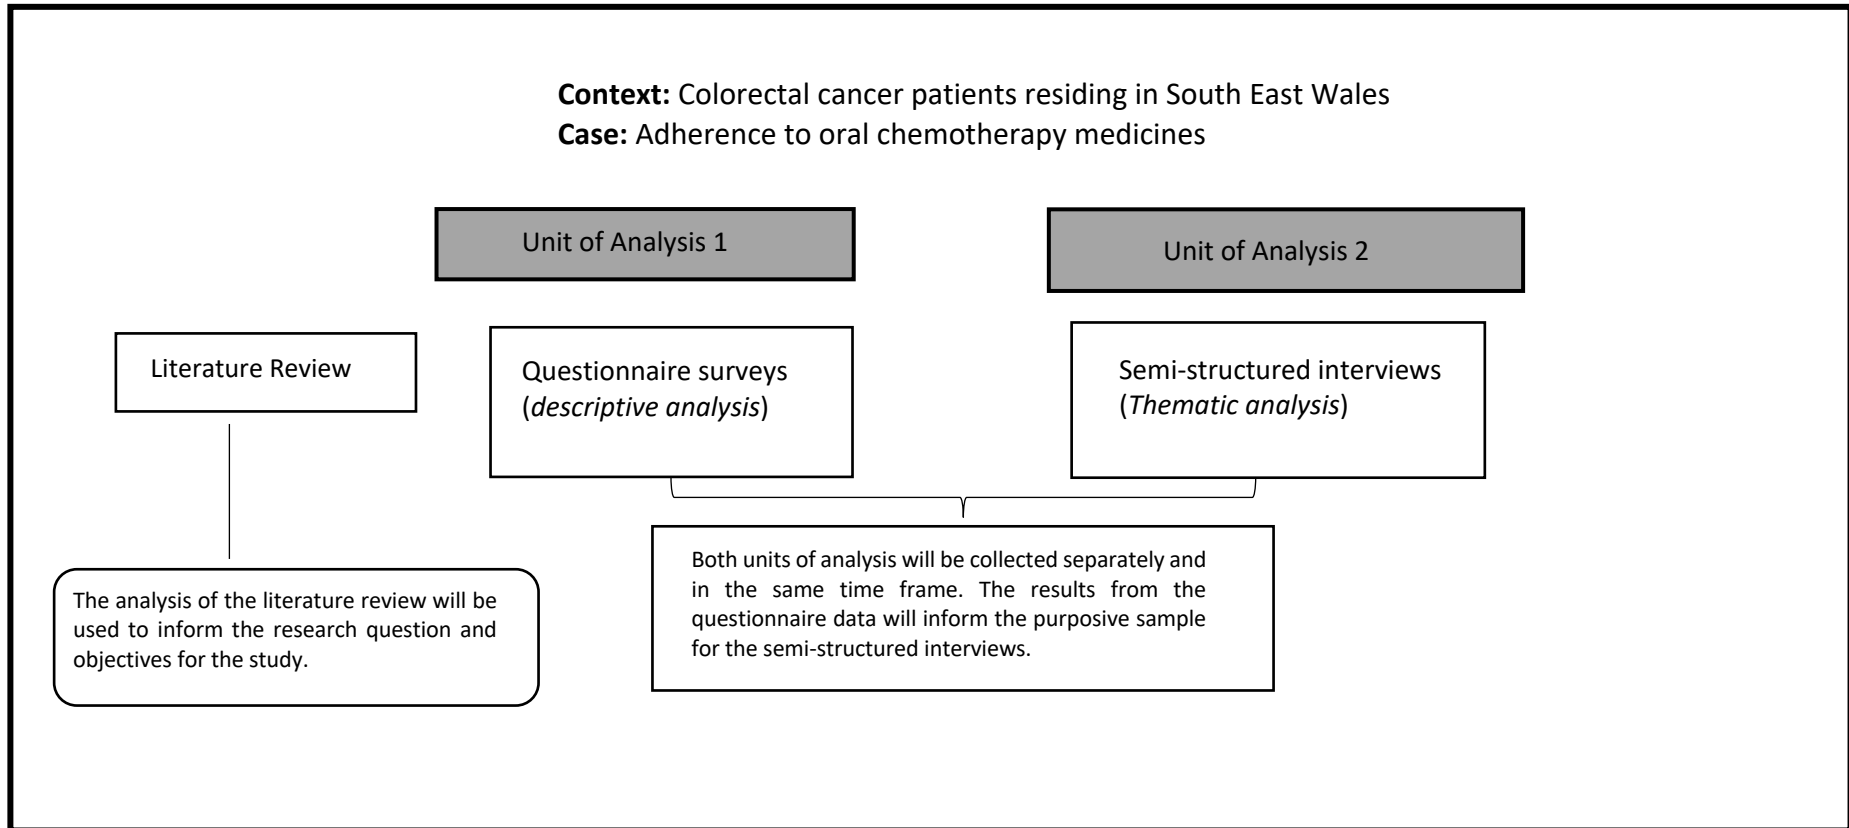 Context: Colorectal cancer patients residing in South East Wales
Case: Adherence to oral chemotherapy medicines
Unit of Analysis 1
Unit of Analysis 2
Literature Review
Questionnaire surveys
(descriptive analysis)
Semi-structured interviews
(Thematic analysis)
The analysis of the literature review will be
used to inform the research question and
objectives for the study.
Both units of analysis will be collected separately and
in the same time frame. The results from the
questionnaire data will inform the purposive sample
for the semi-structured interviews.